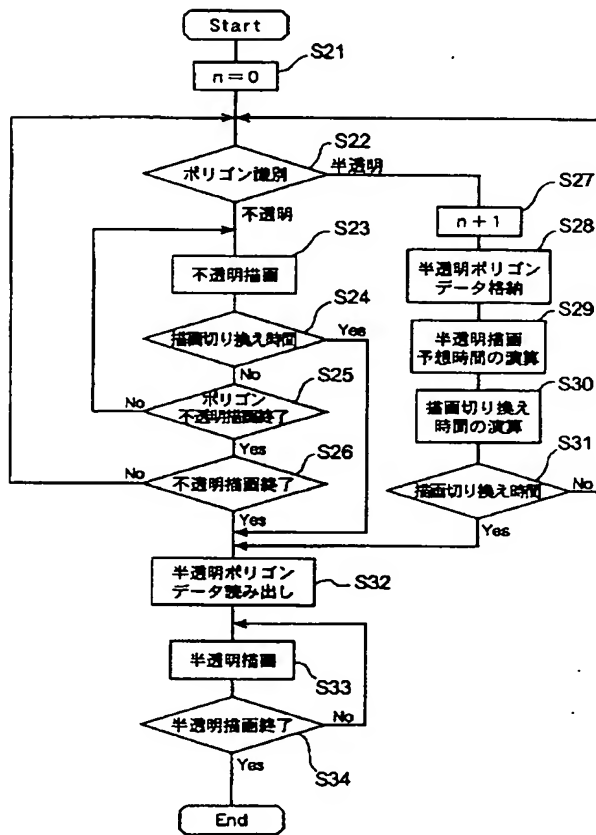 Start
S21
n=0
S22
ポリゴン識別
半透明
不透明
S27
n+1
S23
不透明描画
S28
半透明ポリゴン
データ格納
S24
描画切り換え時間
Yes
No
S29
半透明描画
予想時間の演算
S25
ポリゴン
不透明描画終了
No
Yes
S30
描画切り換え
時間の演算
S26
不透明描画終了
No
Yes
S31
描画切り換え時間
No
Yes
半透明ポリゴン
データ読み出し
S32
半透明描画
S33
半透明描画終了
No
S34
Yes
End